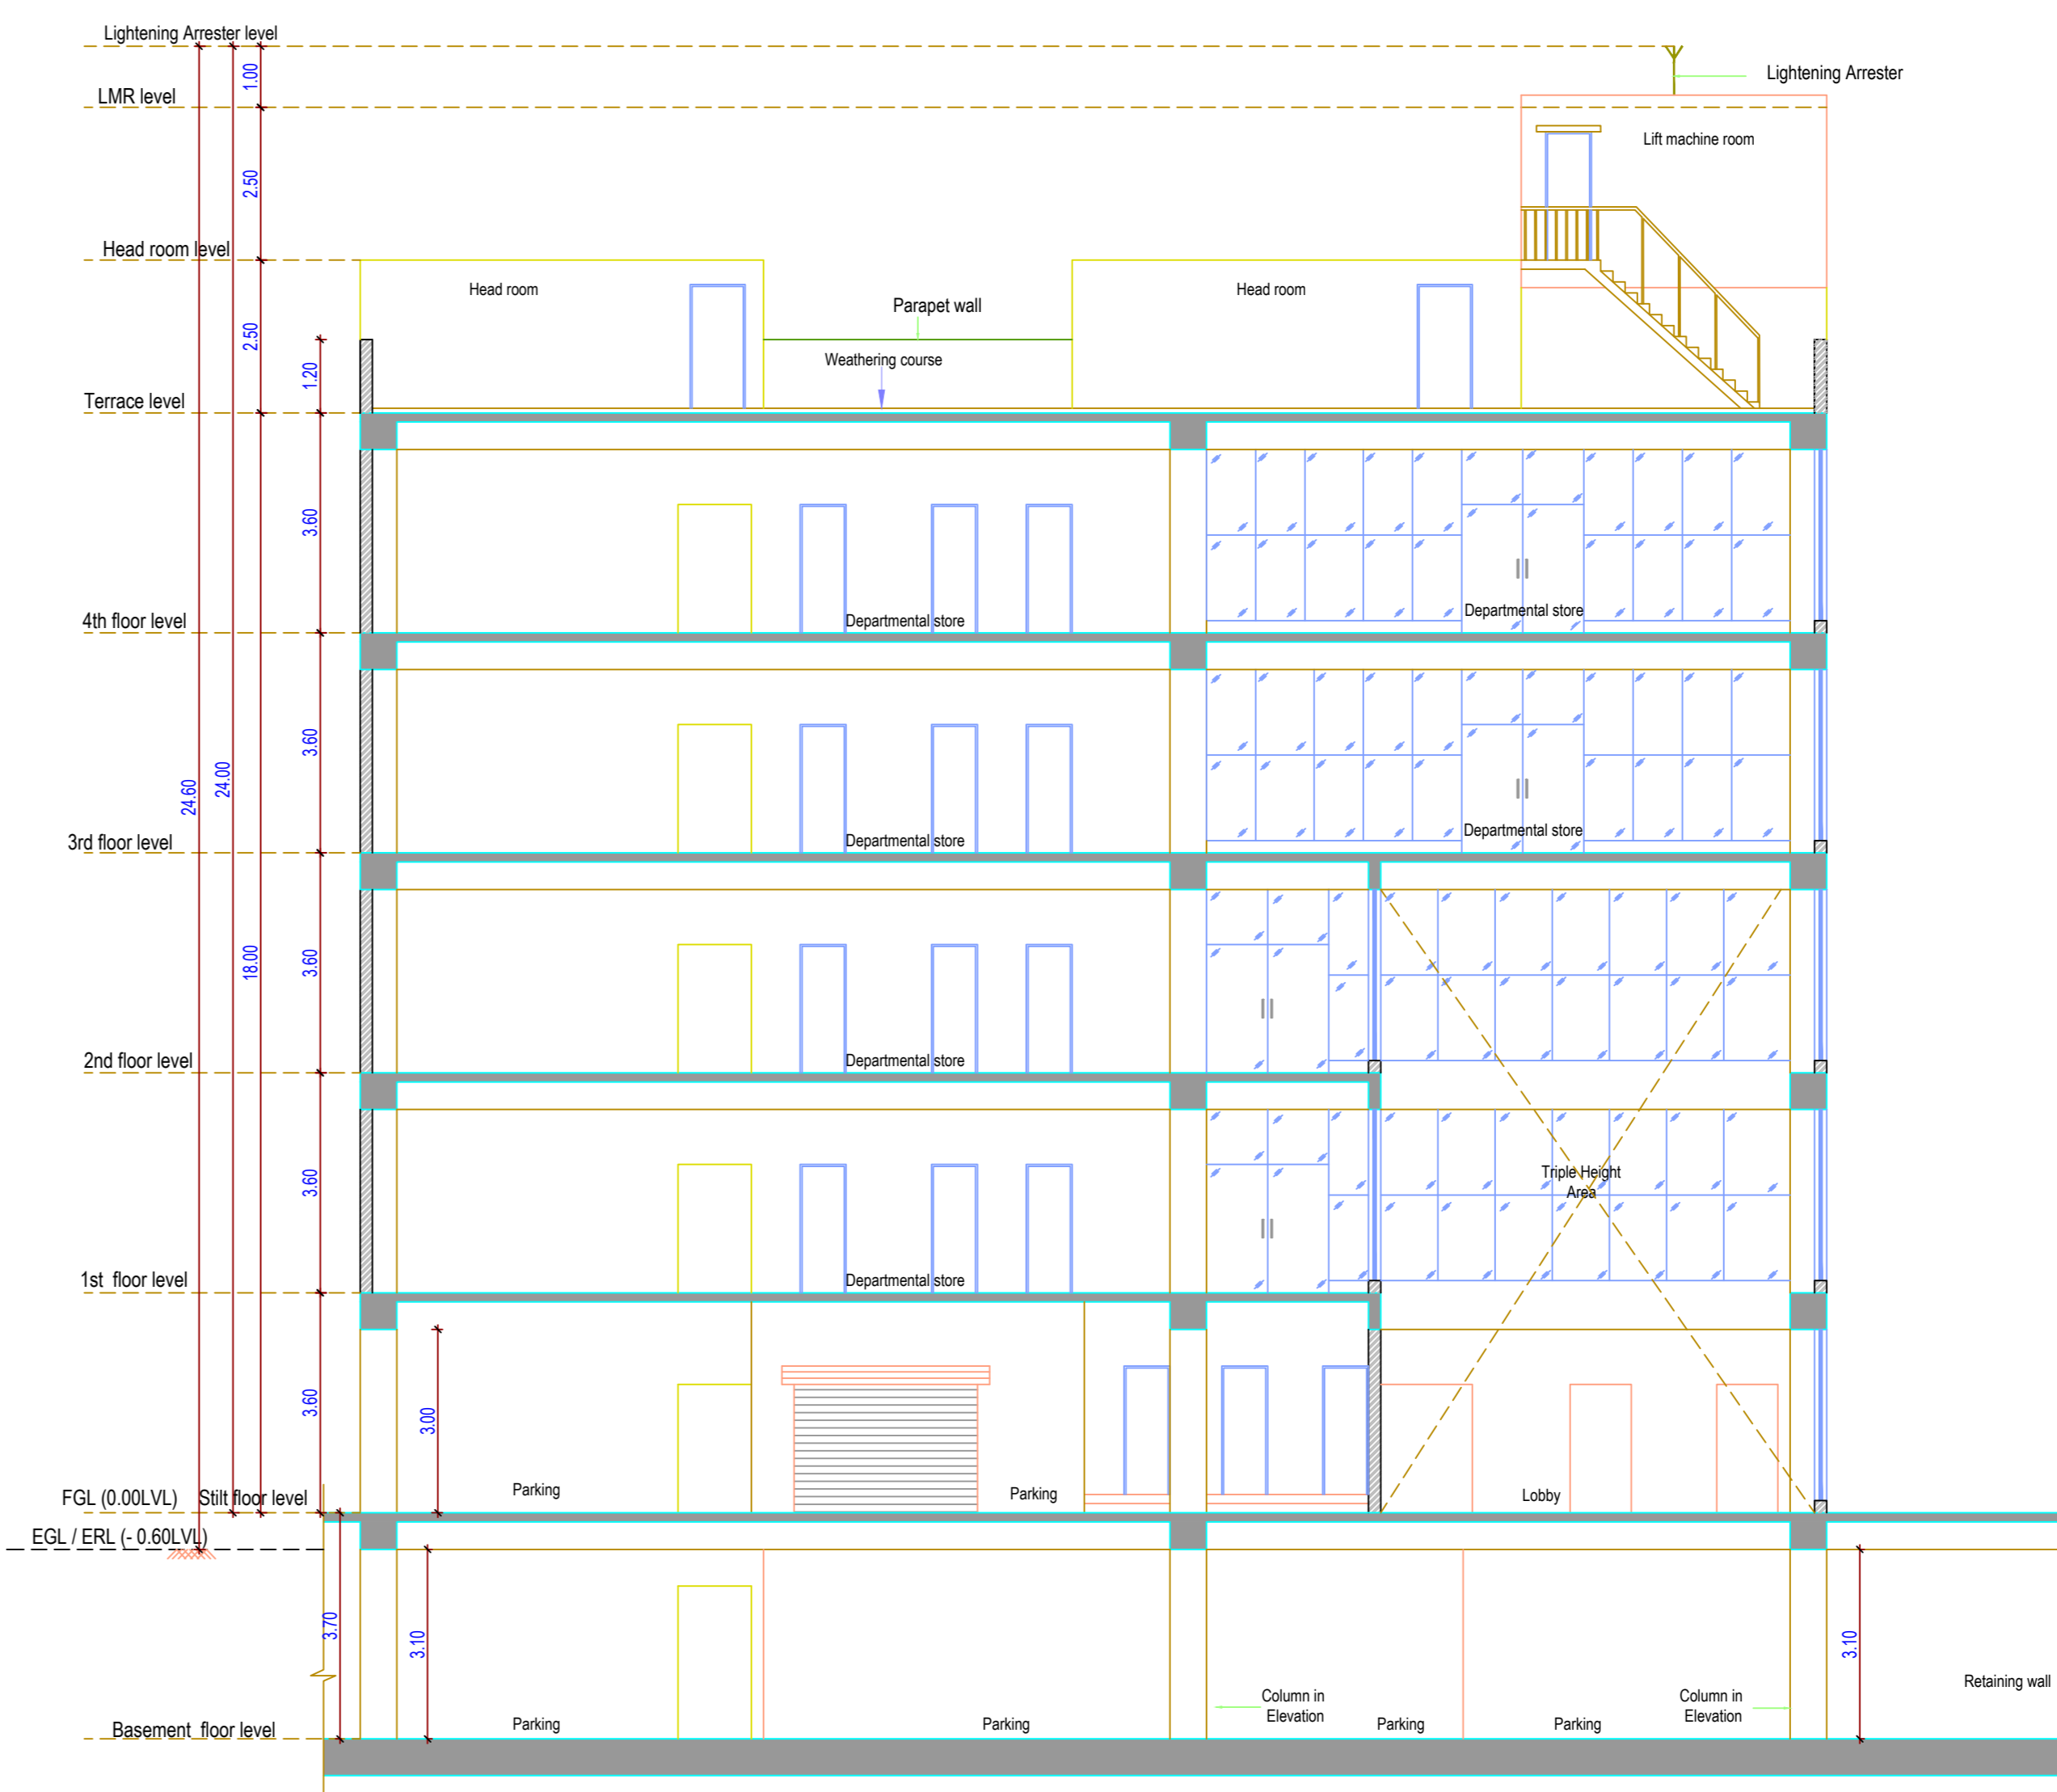 Lightening Arrester level
1.00
Lightening Arrester
LMR level
Lift machine room
2.50
Head room level
Head room
Head room
Parapet wall
2.50
Weathering course
1.20
Terrace level
3.60
Departmental store
Departmental store
4th floor level
3.60
24.60
24.00
Departmental store
Departmental store
3rd floor level
18.00
3.60
Departmental store
2nd floor level
3.60
Triple Height
Area
Departmental store
1st floor level
3.60
3.00
Parking
Parking
Lobby
FGL (0.00LVL)
Stilt floor level
EGL / ERL (- 0.60LVL)
3.70
3.10
3.10
Retaining wall
Column in
Elevation
Column in
Elevation
Parking
Parking
Parking
Parking
Basement floor level